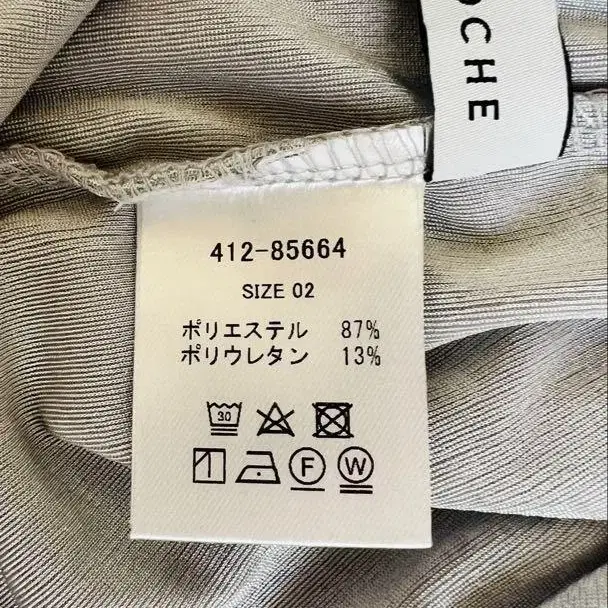 OCHE
412-85664
SIZE 02
ポリエステル 87%
ポリウレタン 13%
30
F W